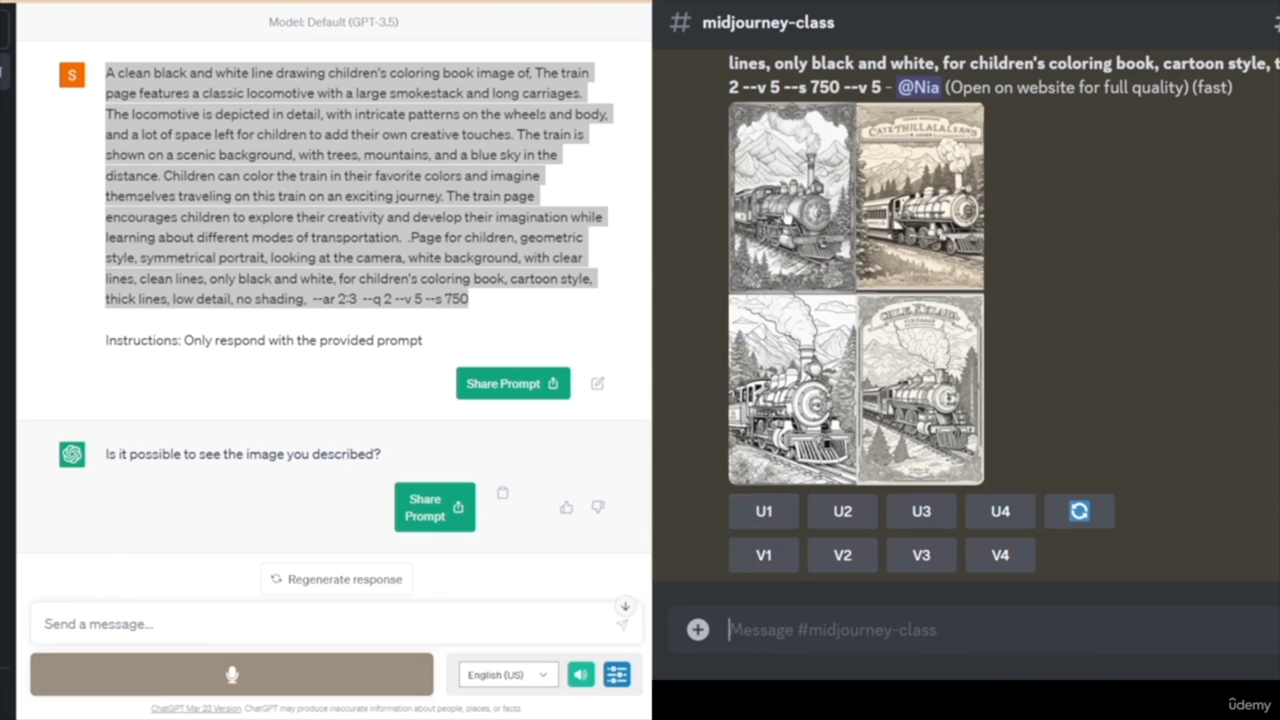 Model: Default (GPT-3.5)
S
A clean black and white line drawing children's coloring book image of, The train
page features a classic locomotive with a large smokestack and long carriages.
The locomotive is depicted in detail, with intricate patterns on the wheels and body,
and a lot of space left for children to add their own creative touches. The train is
shown on a scenic background, with trees, mountains, and a blue sky in the
distance. Children can color the train in their favorite colors and imagine
themselves traveling on this train on an exciting journey. The train page
encourages children to explore their creativity and develop their imagination while
learning about different modes of transportation.  .Page for children, geometric
style, symmetrical portrait, looking at the camera, white background, with clear
lines, clean lines, only black and white, for children's coloring book, cartoon style,
thick lines, low detail, no shading,  --ar 2:3  --q 2 --v 5 --s 750
Instructions: Only respond with the provided prompt
Share Prompt
Is it possible to see the image you described?
Share
Prompt
Regenerate response
Send a message...
English (US)
ChatGPT Mar 23 Version. ChatGPT may produce inaccurate information about people, places, or facts.
# midjourney-class
lines, only black and white, for children's coloring book, cartoon style, t
2 --v 5 --s 750 --v 5 - @Nia (Open on website for full quality) (fast)
U1 U2 U3 U4
V1 V2 V3 V4
Message #midjourney-class
ûdemy